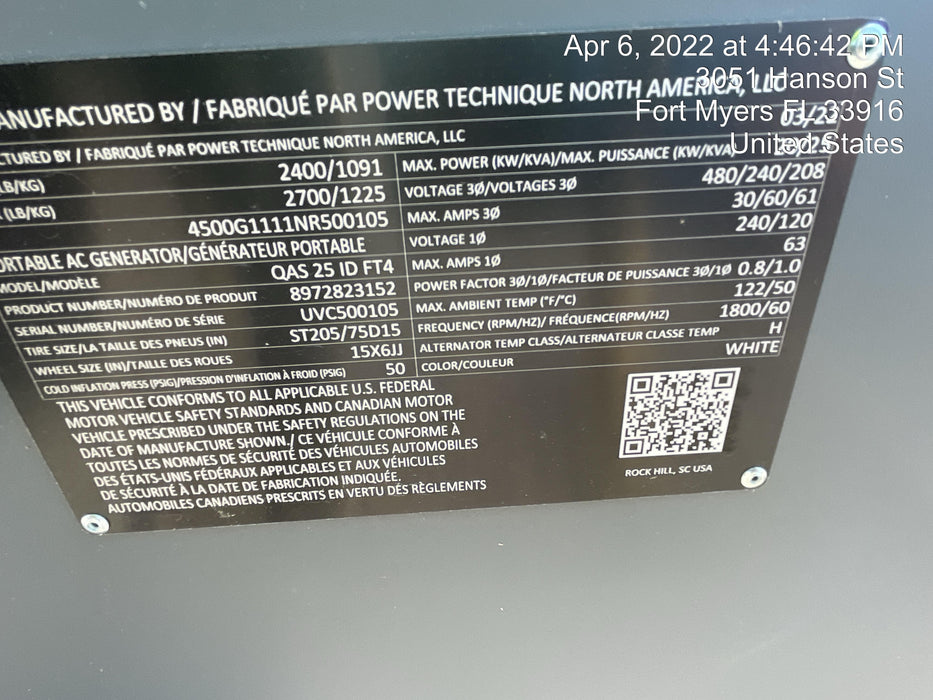 Apr 6, 2022 at 4:46:42 PM
3051 Hanson St
Fort Myers FL 33916
United States
ANUFACTURED BY / FABRIQUÉ PAR POWER TECHNIQUE NORTH AMERICA, LLC
03/22
CTURED BY / FABRIQUÉ PAR POWER TECHNIQUE NORTH AMERICA, LLC
LB/KG) 2400/1091
(LB/KG) 2700/1225
4500G1111NR500105
ORTABLE AC GENERATOR/GÉNÉRATEUR PORTABLE
MODEL/MODÈLE QAS 25 ID FT4
PRODUCT NUMBER/NUMÉRO DE PRODUIT 8972823152
SERIAL NUMBER/NUMÉRO DE SÉRIE UVC500105
TIRE SIZE/LA TAILLE DES PNEUS (IN) ST205/75D15
WHEEL SIZE (IN)/TAILLE DES ROUES 15X6JJ
COLD INFLATION PRESS (PSIG)/PRESSION D'INFLATION À FROID (PSIG) 50
MAX. POWER (KW/KVA)/MAX. PUISSANCE (KW/KVA)
VOLTAGE 3Ø/VOLTAGES 3Ø 480/240/208
MAX. AMPS 3Ø 30/60/61
VOLTAGE 1Ø 240/120
MAX. AMPS 1Ø 63
POWER FACTOR 3Ø/1Ø/FACTEUR DE PUISSANCE 3Ø/1Ø 0.8/1.0
MAX. AMBIENT TEMP (°F/°C) 122/50
FREQUENCY (RPM/HZ)/ FRÉQUENCE(RPM/HZ) 1800/60
ALTERNATOR TEMP CLASS/ALTERNATEUR CLASSE TEMP H
COLOR/COULEUR WHITE
THIS VEHICLE CONFORMS TO ALL APPLICABLE U.S. FEDERAL
MOTOR VEHICLE SAFETY STANDARDS AND CANADIAN MOTOR
VEHICLE PRESCRIBED UNDER THE SAFETY REGULATIONS ON THE
DATE OF MANUFACTURE SHOWN./ CE VÉHICULE CONFORME À
TOUTES LES NORMES DE SÉCURITÉ DES VÉHICULES AUTOMOBILES
DES ÉTATS-UNIS FÉDÉRAUX APPLICABLES ET AUX VÉHICULES
DE SÉCURITÉ À LA DATE DE FABRICATION INDIQUÉE.
AUTOMOBILES CANADIENS PRESCRITS EN VERTU DÉS RÈGLEMENTS
ROCK HILL, SC USA